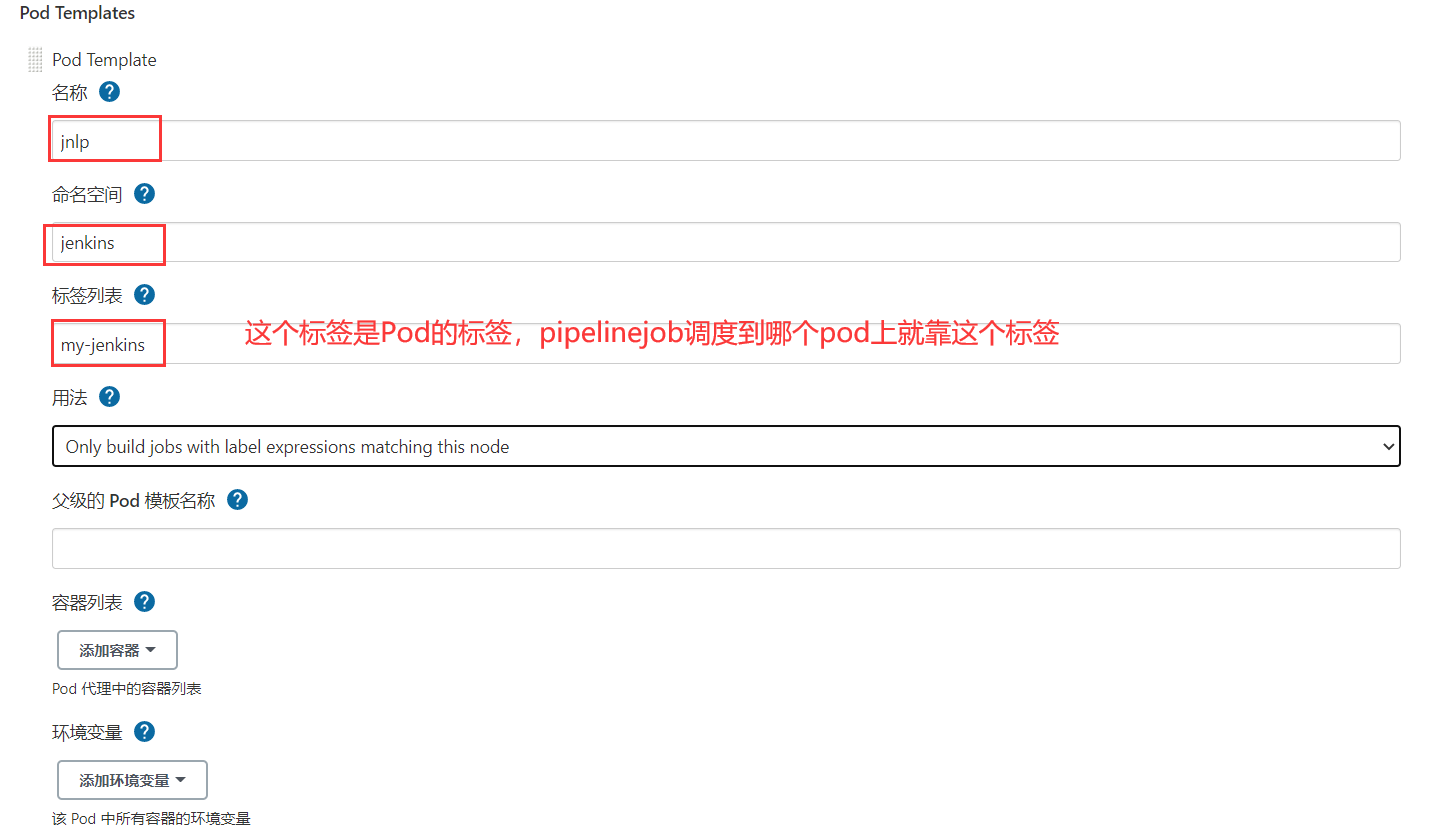 Pod Templates
Pod Template
名称 ?
jnlp
命名空间 ?
jenkins
标签列表 ?
my-jenkins
这个标签是Pod的标签，pipelinejob调度到哪个pod上就靠这个标签
用法 ?
Only build jobs with label expressions matching this node
父级的 Pod 模板名称 ?
容器列表 ?
添加容器
Pod 代理中的容器列表
环境变量 ?
添加环境变量
该 Pod 中所有容器的环境变量